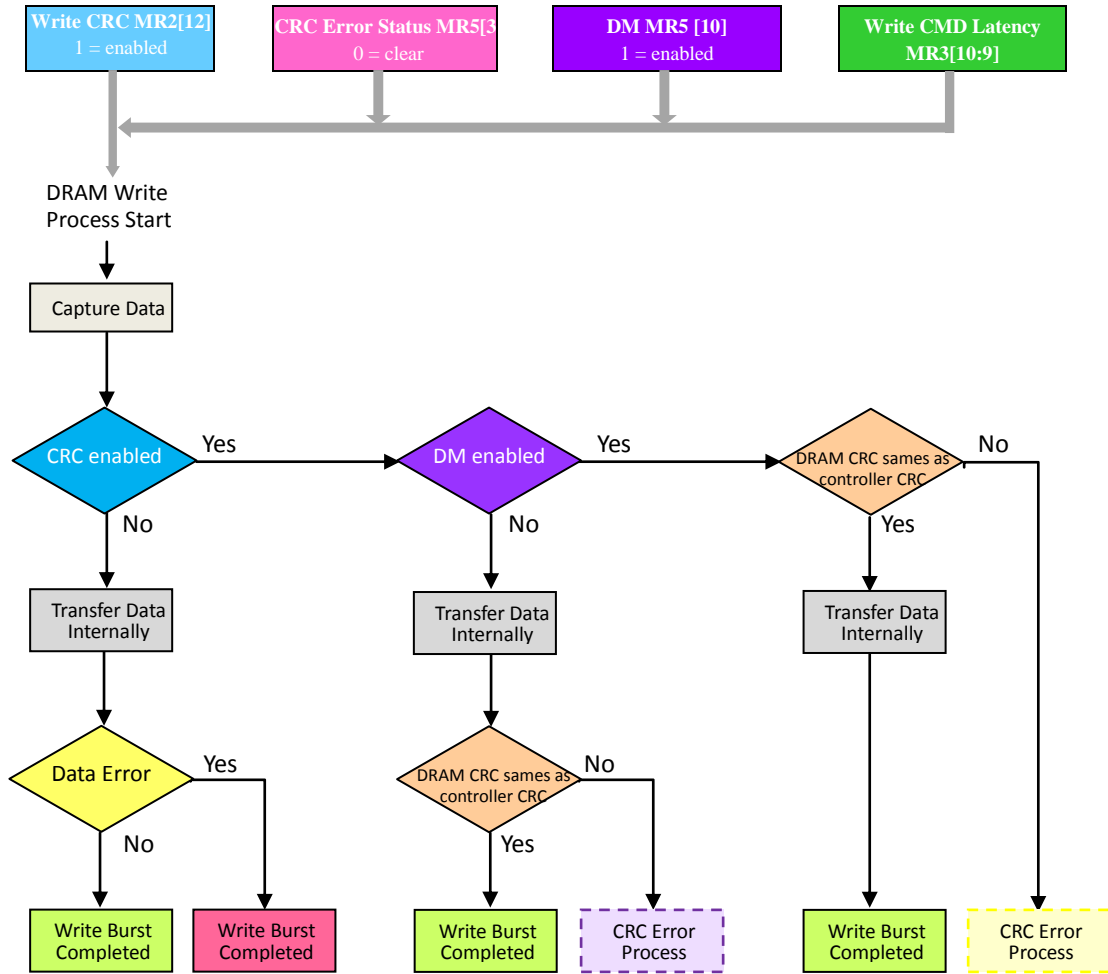 Write CRC MR2[12]
1 = enabled
CRC Error Status MR5[3
0 = clear
DM MR5 [10]
1 = enabled
Write CMD Latency
MR3[10:9]
DRAM Write
Process Start
Capture Data
CRC enabled
Yes
DM enabled
Yes
DRAM CRC sames as
controller CRC
No
No
No
Yes
Transfer Data
Internally
Transfer Data
Internally
Transfer Data
Internally
Data Error
Yes
DRAM CRC sames as
controller CRC
No
No
Yes
Write Burst
Completed
Write Burst
Completed
Write Burst
Completed
CRC Error
Process
Write Burst
Completed
CRC Error
Process